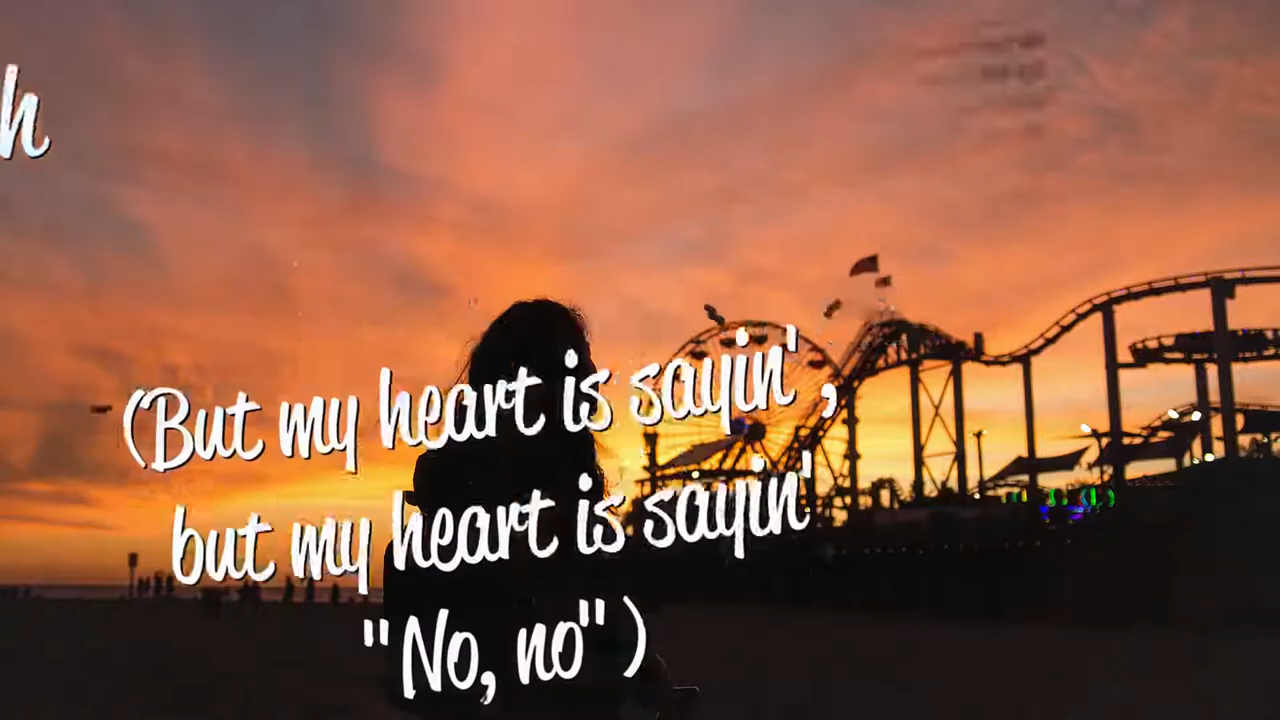 h
(But my heart is sayin',
but my heart is sayin'
"No, no")